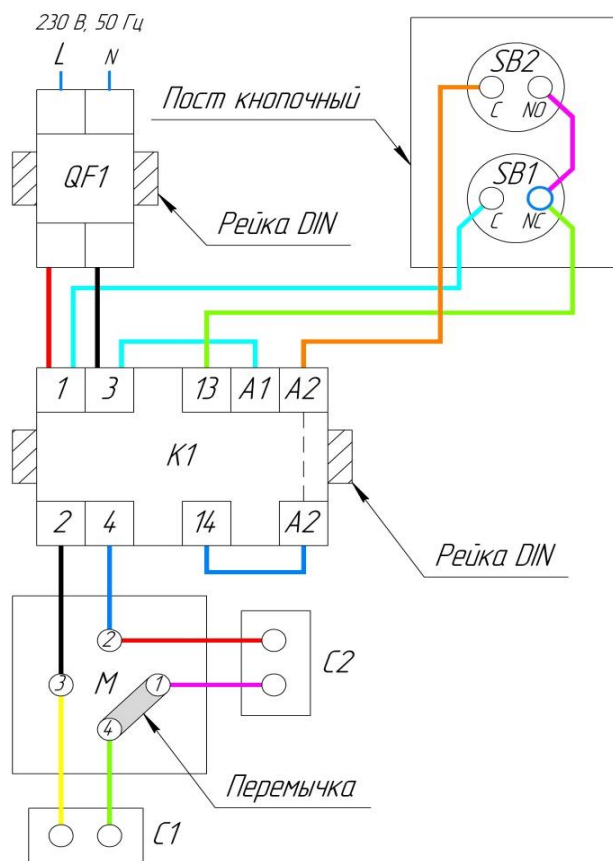 230 В, 50 Гц
L N
QF1
Рейка DIN
Пост кнопочный
SB2
C NO
SB1
C NC
1 3 13 A1 A2
K1
2 4 14 A2
Рейка DIN
2
3 M 1
4
C2
Перемычка
C1